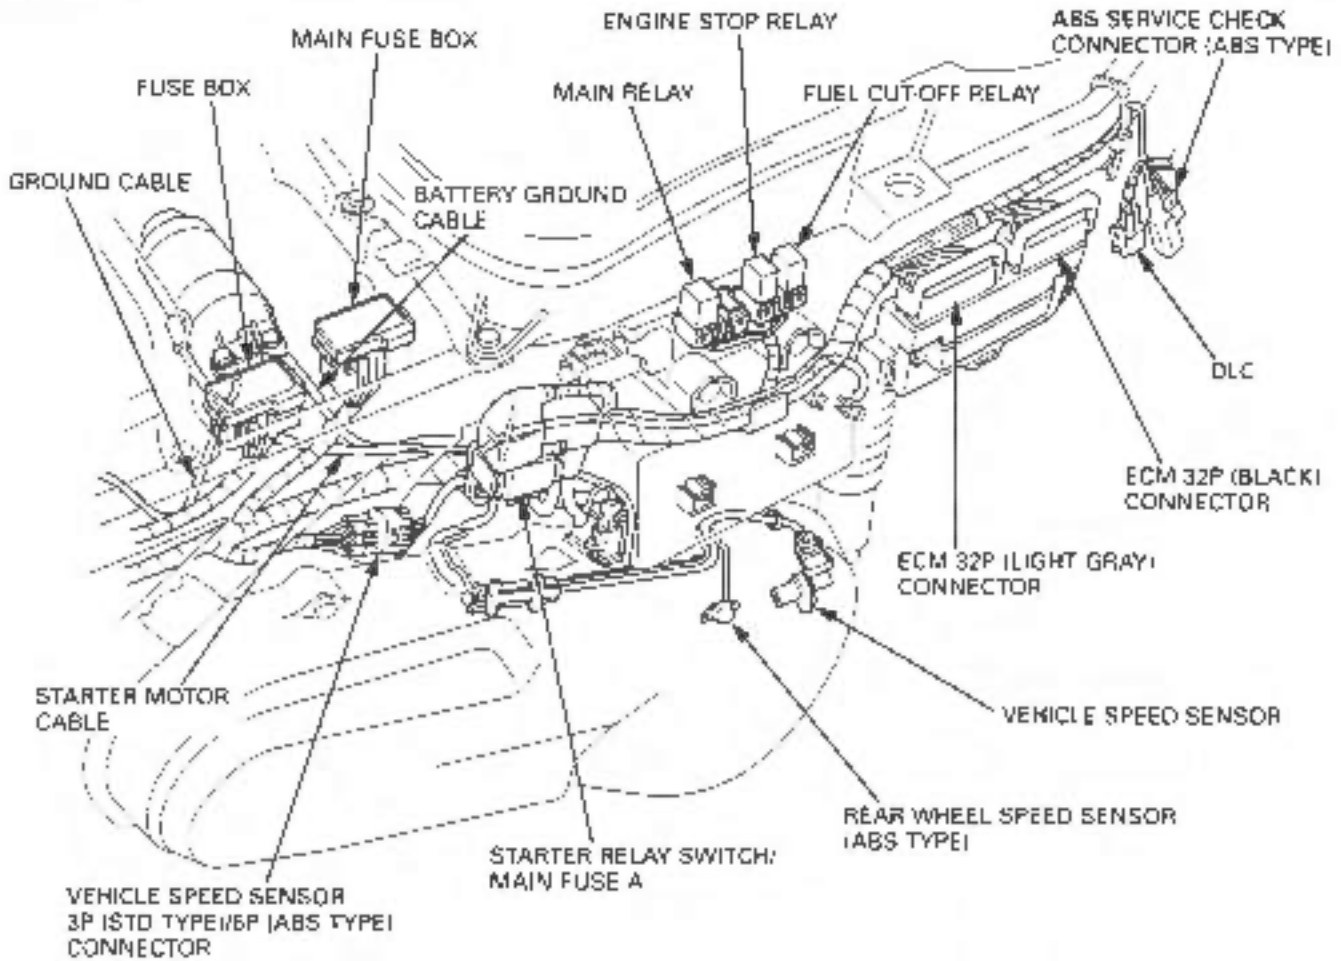 MAIN FUSE BOX
ENGINE STOP RELAY
ABS SERVICE CHECK
CONNECTOR (ABS TYPE)
FUSE BOX
MAIN RELAY
FUEL CUT-OFF RELAY
GROUND CABLE
BATTERY GROUND
CABLE
DLC
ECM 32P (BLACK)
CONNECTOR
ECM 32P (LIGHT GRAY)
CONNECTOR
STARTER MOTOR
CABLE
VEHICLE SPEED SENSOR
REAR WHEEL SPEED SENSOR
(ABS TYPE)
STARTER RELAY SWITCH/
MAIN FUSE A
VEHICLE SPEED SENSOR
3P (STD TYPE)/6P (ABS TYPE)
CONNECTOR